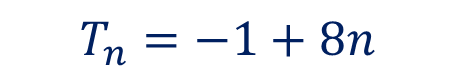 Tₙ = −1 + 8n